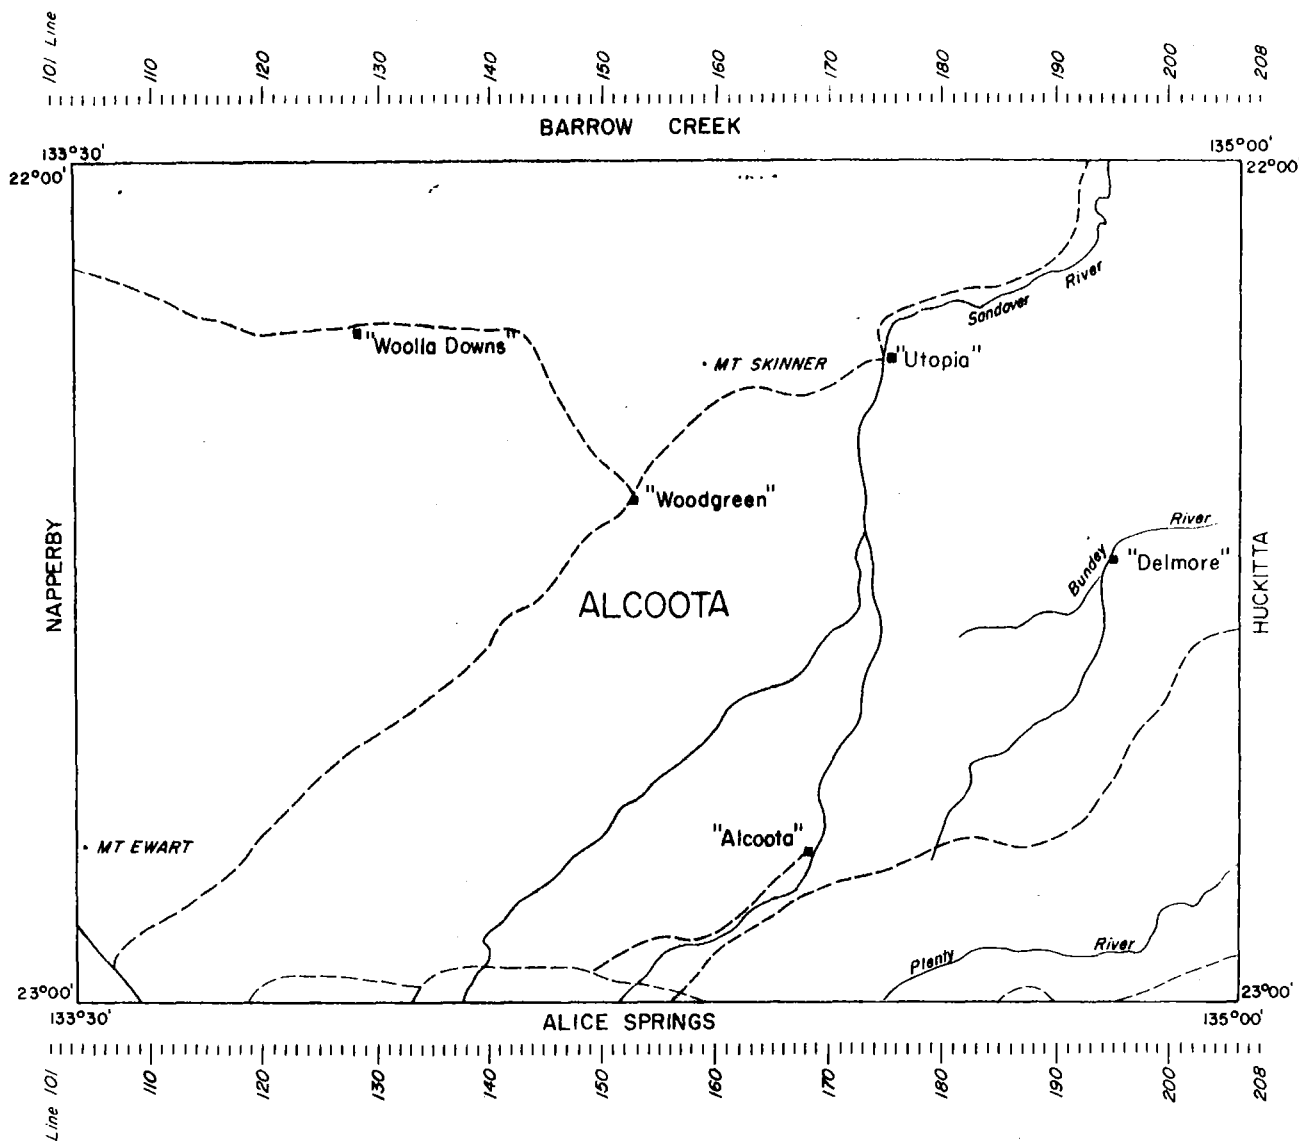 101 Line 110 120 130 140 150 160 170 180 190 200 208
BARROW CREEK
133°30' 135°00'
22°00' 22°00
River
Sandover
"Woolla Downs"
MT SKINNER
"Utopia"
"Woodgreen"
River
NAPPERBY
HUCKITTA
Bundey
"Delmore"
ALCOOTA
"Alcoota"
MT EWART
Plenty River
23°00' 23°00'
133°30' 135°00'
ALICE SPRINGS
Line 101 110 120 130 140 150 160 170 180 190 200 208